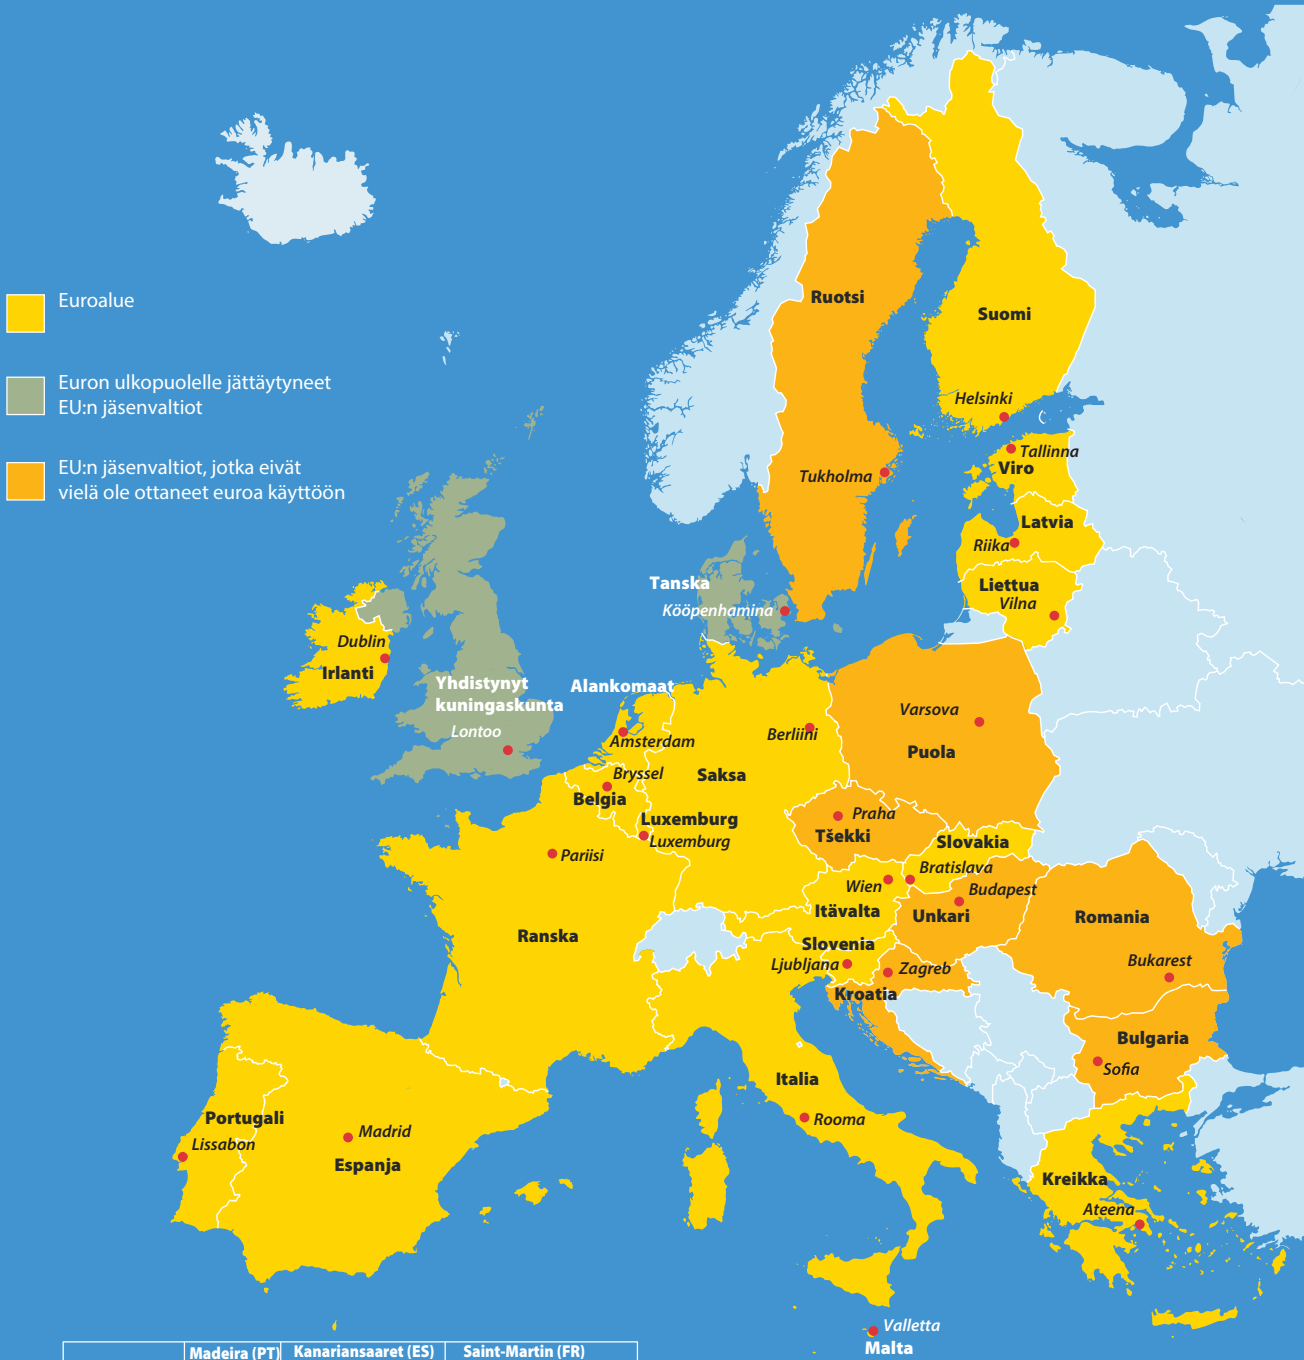 Euroalue
Euron ulkopuolelle jättäytyneet
EU:n jäsenvaltiot
EU:n jäsenvaltiot, jotka eivät
vielä ole ottaneet euroa käyttöön
Ruotsi
Suomi
Helsinki
Tallinna
Viro
Tukholma
Latvia
Riika
Liettua
Vilna
Tanska
Kööpenhamina
Dublin
Irlanti
Yhdistynyt
kuningaskunta
Lontoo
Alankomaat
Amsterdam
Berliini
Varsova
Puola
Saksa
Bryssel
Belgia
Luxemburg
Luxemburg
Praha
Tšekki
Slovakia
Bratislava
Pariisi
Wien
Budapest
Itävalta
Unkari
Romania
Ranska
Slovenia
Ljubljana
Zagreb
Bukarest
Kroatia
Bulgaria
Sofia
Italia
Rooma
Portugali
Lissabon
Madrid
Espanja
Kreikka
Ateena
Valletta
Malta
Madeira (PT)
Kanariansaaret (ES)
Saint-Martin (FR)